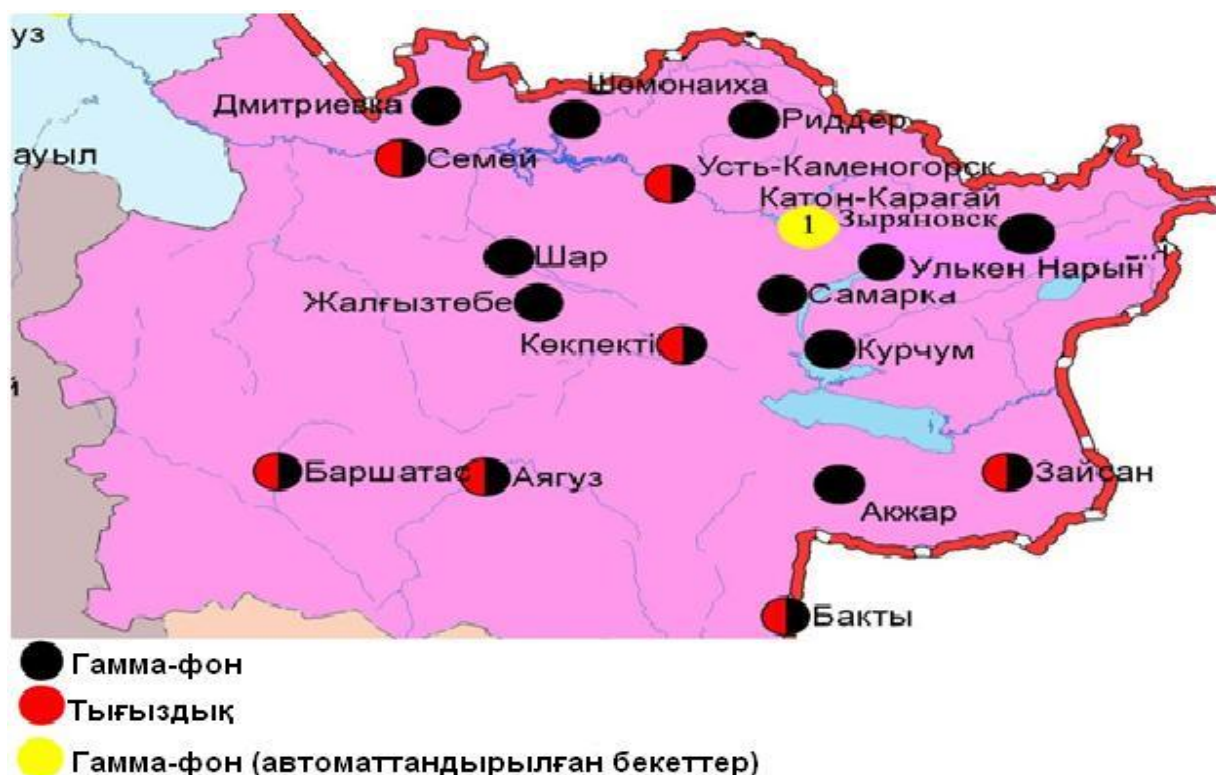 уз
Шемонаиха
Дмитриевка
Риддер
ауыл
Семей
Усть-Каменогорск
Катон-Карагай
1 Зыряновск
Шар
Улькен Нарын
Самарка
Жалғызтөбе
Көкпекті
Курчум
й
Баршатас
Аягуз
Зайсан
Акжар
Бакты
Гамма-фон
Тығыздық
Гамма-фон (автоматтандырылған бекеттер)